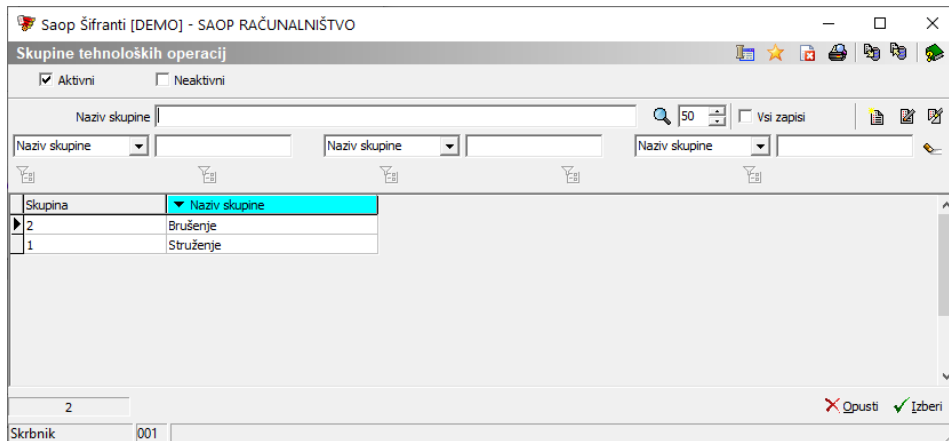 Saop Šifranti [DEMO] - SAOP RAČUNALNIŠTVO
Skupine tehnoloških operacij
Aktivni Neaktivni
Naziv skupine 50 Vsi zapisi
Naziv skupine Naziv skupine Naziv skupine
Skupina Naziv skupine
2 Brušenje
1 Struženje
2 Opusti Izberi
Skrbnik 001